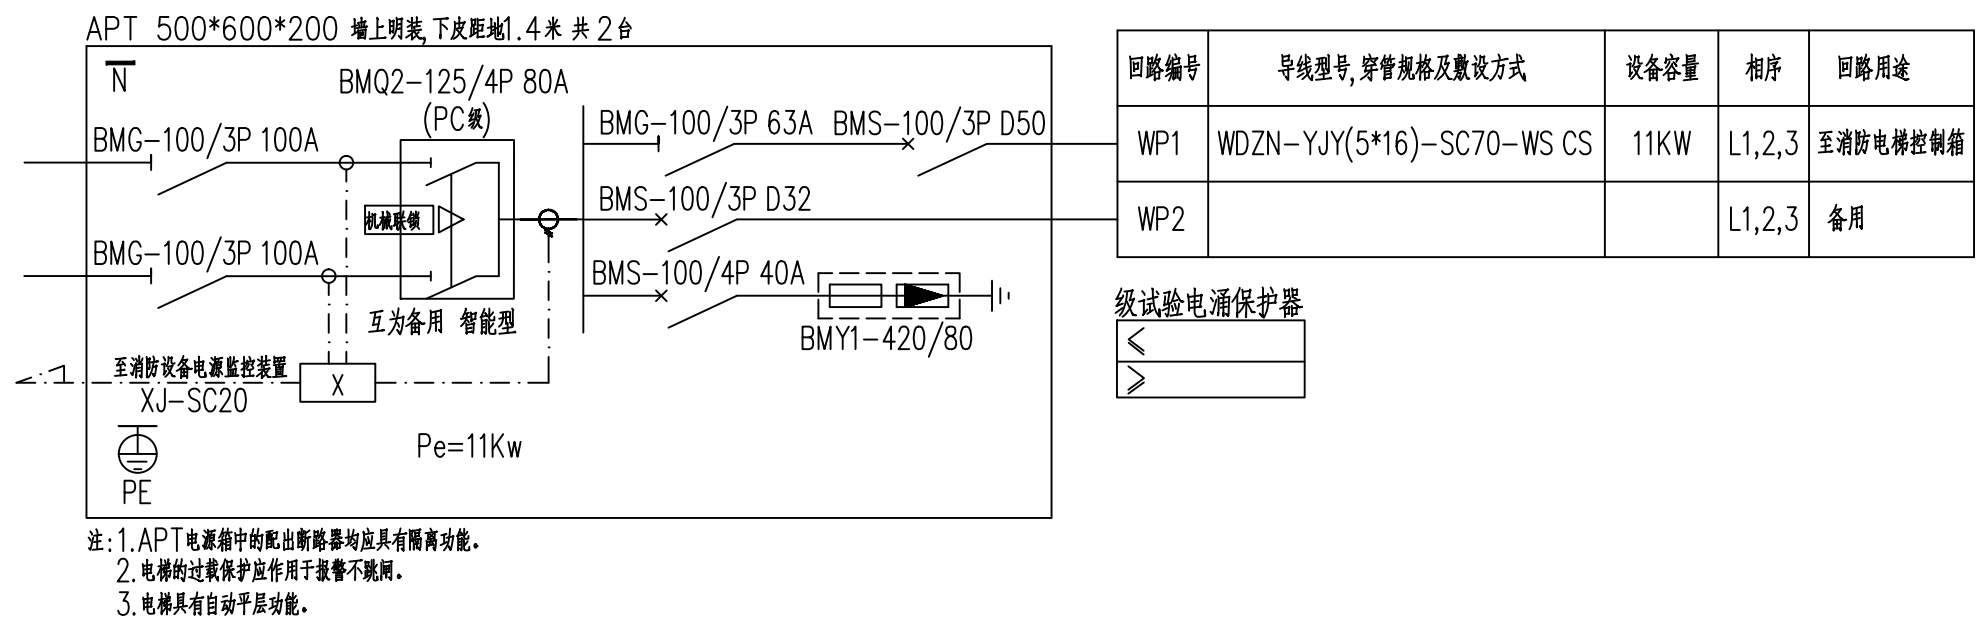 APT 500*600*200 墙上明装,下皮距地1.4米 共2台
N
BMQ2-125/4P 80A
(PC级)
BMG-100/3P 100A
BMG-100/3P 63A BMS-100/3P D50
BMS-100/3P D32
机械联锁
BMG-100/3P 100A
BMS-100/4P 40A
互为备用 智能型
BMY1-420/80
至消防设备电源监控装置
X
XJ-SC20
Pe=11Kw
PE
回路编号 导线型号,穿管规格及敷设方式 设备容量 相序 回路用途
WP1 WDZN-YJY(5*16)-SC70-WS CS 11KW L1,2,3 至消防电梯控制箱
WP2 L1,2,3 备用
级试验电涌保护器
≤
≥
注:1.APT电源箱中的配出断路器均应具有隔离功能。
2.电梯的过载保护应作用于报警不跳闸。
3.电梯具有自动平层功能。